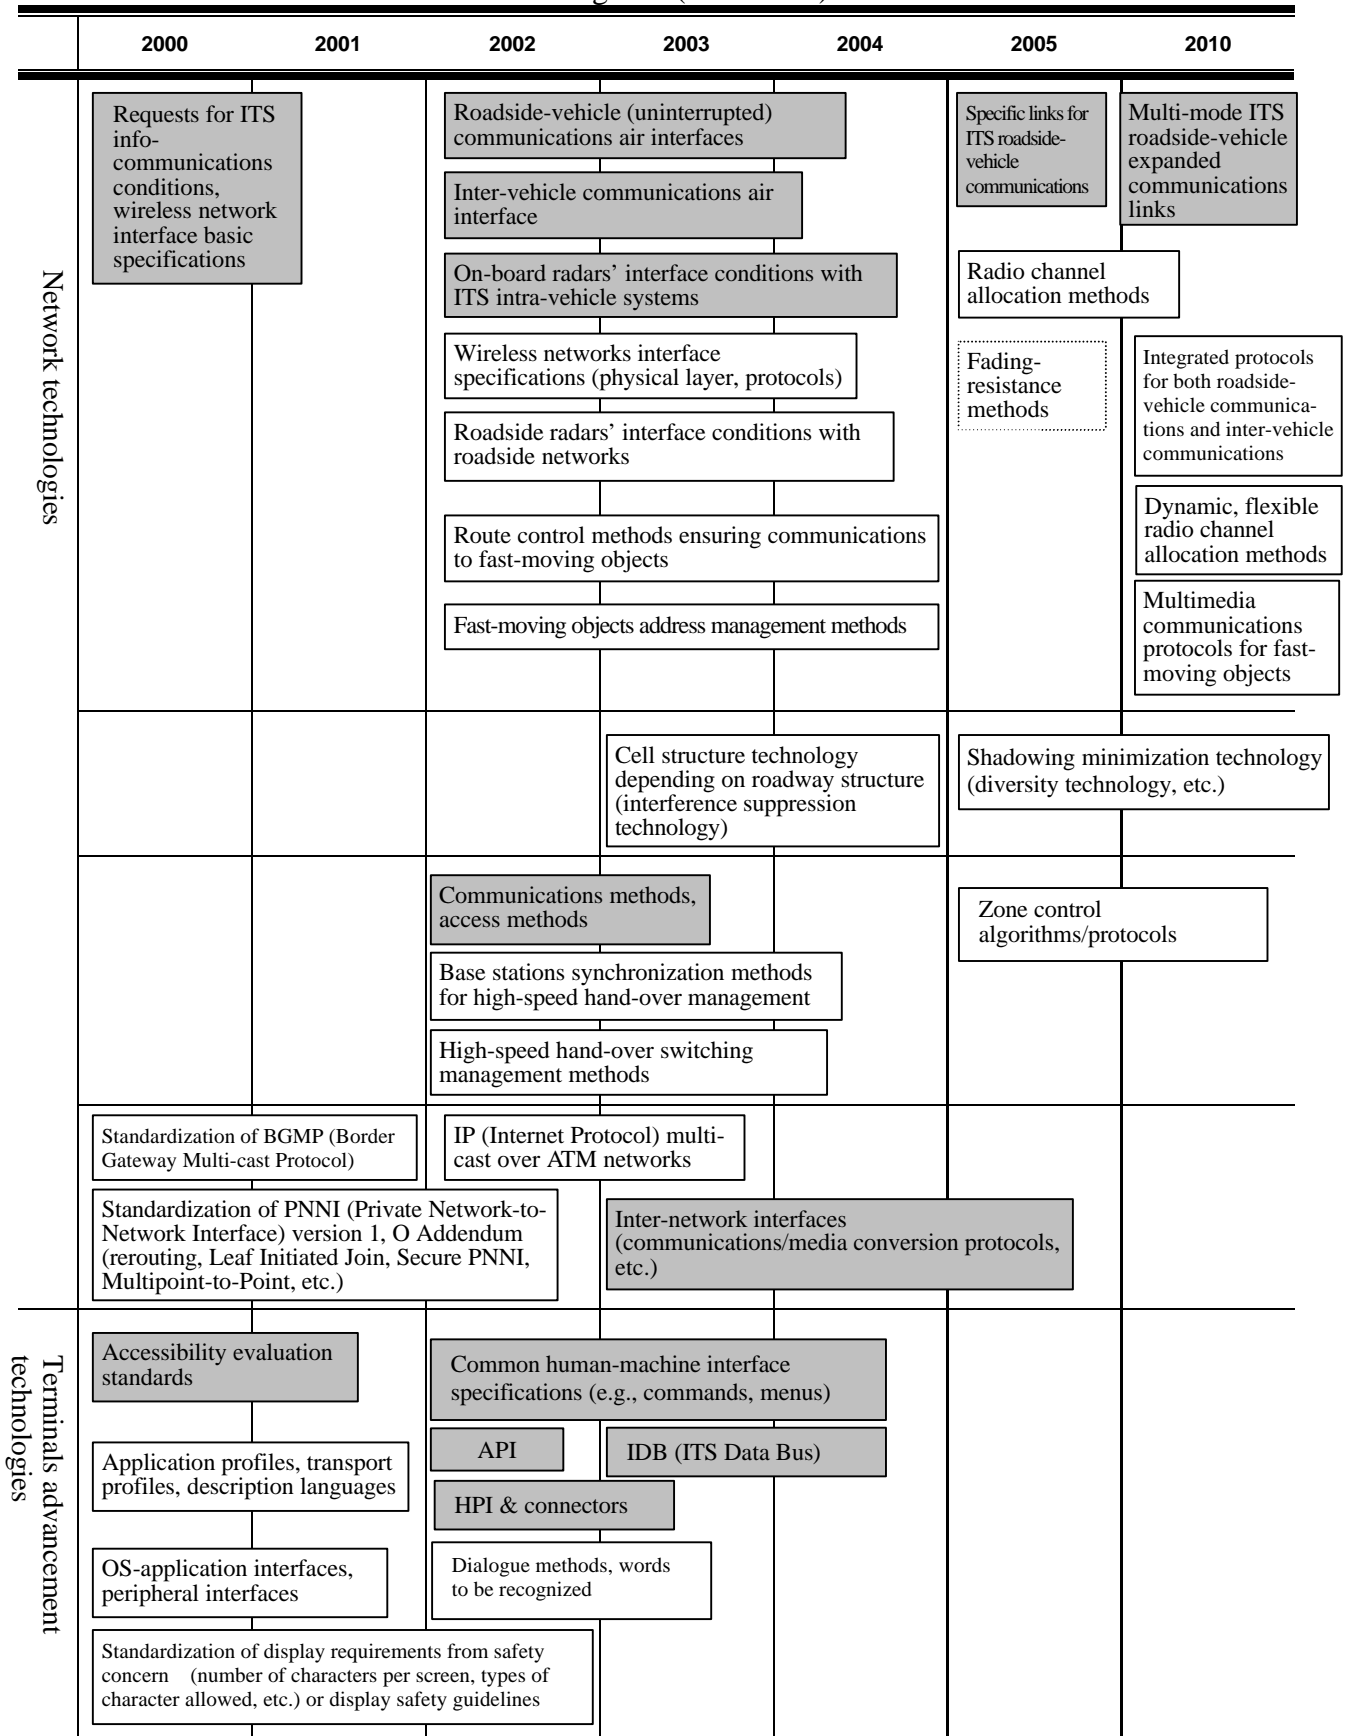 2000 2001 2002 2003 2004 2005 2010
Network technologies
Requests for ITS
info-
communications
conditions,
wireless network
interface basic
specifications
Roadside-vehicle (uninterrupted)
communications air interfaces
Inter-vehicle communications air
interface
On-board radars’ interface conditions with
ITS intra-vehicle systems
Wireless networks interface
specifications (physical layer, protocols)
Roadside radars’ interface conditions with
roadside networks
Route control methods ensuring communications
to fast-moving objects
Fast-moving objects address management methods
Specific links for
ITS roadside-
vehicle
communications
Radio channel
allocation methods
Fading-
resistance
methods
Multi-mode ITS
roadside-vehicle
expanded
communications
links
Integrated protocols
for both roadside-
vehicle communica-
tions and inter-vehicle
communications
Dynamic, flexible
radio channel
allocation methods
Multimedia
communications
protocols for fast-
moving objects
Cell structure technology
depending on roadway structure
(interference suppression
technology)
Shadowing minimization technology
(diversity technology, etc.)
Communications methods,
access methods
Base stations synchronization methods
for high-speed hand-over management
High-speed hand-over switching
management methods
Zone control
algorithms/protocols
Standardization of BGMP (Border
Gateway Multi-cast Protocol)
IP (Internet Protocol) multi-
cast over ATM networks
Standardization of PNNI (Private Network-to-
Network Interface) version 1, O Addendum
(rerouting, Leaf Initiated Join, Secure PNNI,
Multipoint-to-Point, etc.)
Inter-network interfaces
(communications/media conversion protocols,
etc.)
Terminals advancement
technologies
Accessibility evaluation
standards
Application profiles, transport
profiles, description languages
OS-application interfaces,
peripheral interfaces
Standardization of display requirements from safety
concern (number of characters per screen, types of
character allowed, etc.) or display safety guidelines
Common human-machine interface
specifications (e.g., commands, menus)
API
IDB (ITS Data Bus)
HPI & connectors
Dialogue methods, words
to be recognized